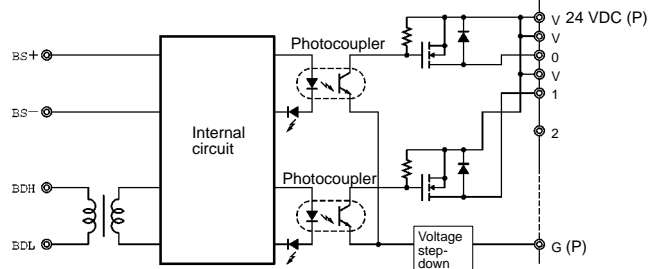 V 24 VDC (P)
Photocoupler
V
BS+
0
V
1
BS−
Internal
circuit
2
Photocoupler
BDH
BDL
Voltage
step-
down
G (P)